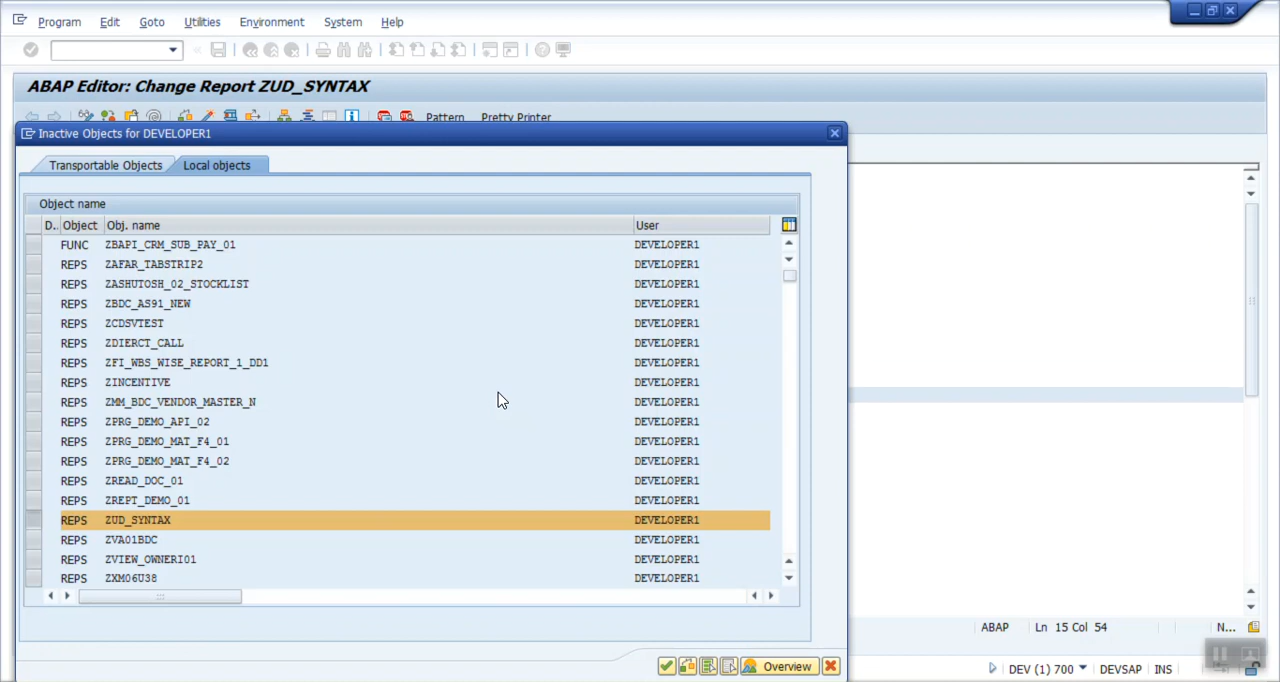 Program Edit Goto Utilities Environment System Help
ABAP Editor: Change Report ZUD_SYNTAX
Pattern Pretty Printer
Inactive Objects for DEVELOPER1
Transportable Objects Local objects
Object name
D.. Object Obj. name User
FUNC ZBAPI_CRM_SUB_PAY_01 DEVELOPER1
REPS ZAFAR_TABSTRIP2 DEVELOPER1
REPS ZASHUTOSH_02_STOCKLIST DEVELOPER1
REPS ZBDC_AS91_NEW DEVELOPER1
REPS ZCDSVTEST DEVELOPER1
REPS ZDIERCT_CALL DEVELOPER1
REPS ZFI_WBS_WISE_REPORT_1_DD1 DEVELOPER1
REPS ZINCENTIVE DEVELOPER1
REPS ZMM_BDC_VENDOR_MASTER_N DEVELOPER1
REPS ZPRG_DEMO_API_02 DEVELOPER1
REPS ZPRG_DEMO_MAT_F4_01 DEVELOPER1
REPS ZPRG_DEMO_MAT_F4_02 DEVELOPER1
REPS ZREAD_DOC_01 DEVELOPER1
REPS ZREPT_DEMO_01 DEVELOPER1
REPS ZUD_SYNTAX DEVELOPER1
REPS ZVA01BDC DEVELOPER1
REPS ZVIEW_OWNERI01 DEVELOPER1
REPS ZXM06U38 DEVELOPER1
ABAP Ln 15 Col 54 N...
Overview
DEV (1) 700 DEVSAP INS